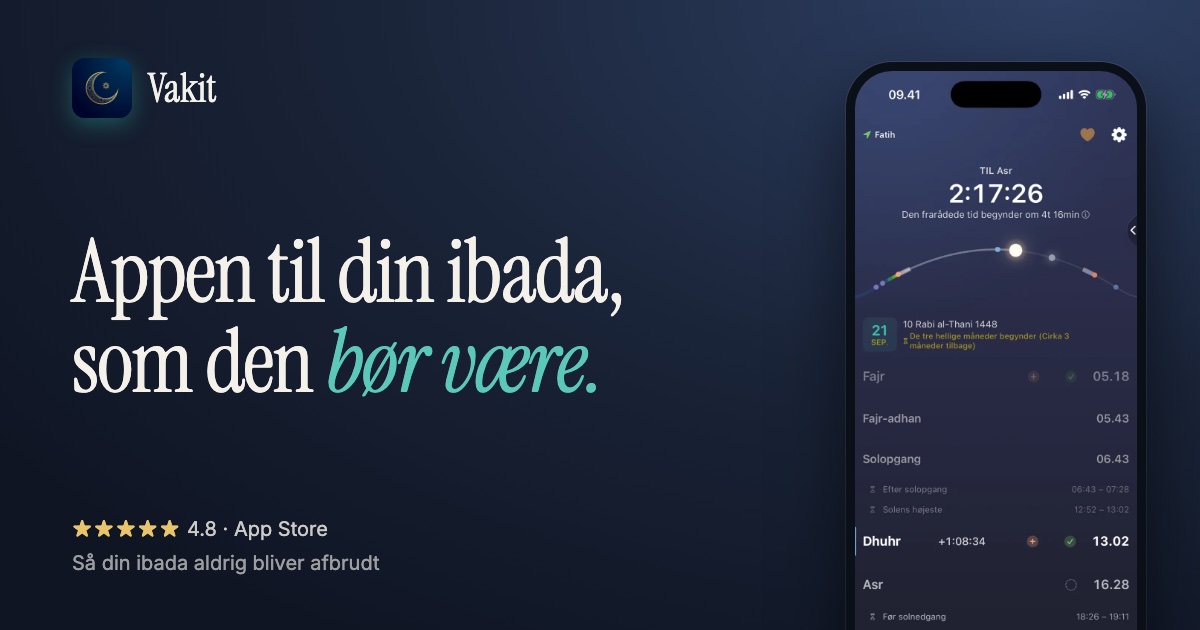 Vakit
Appen til din ibada,
som den bør være.
4.8 · App Store
Så din ibada aldrig bliver afbrudt
09.41
Fatih
TIL Asr
2:17:26
Den frarådede tid begynder om 4t 16min
21
SEP.
10 Rabi al-Thani 1448
De tre hellige måneder begynder (Cirka 3
måneder tilbage)
Fajr 05.18
Fajr-adhan 05.43
Solopgang 06.43
Efter solopgang 06:43 – 07:28
Solens højeste 12:52 – 13:02
Dhuhr +1:08:34 13.02
Asr 16.28
Før solnedgang 18:26 – 19:11